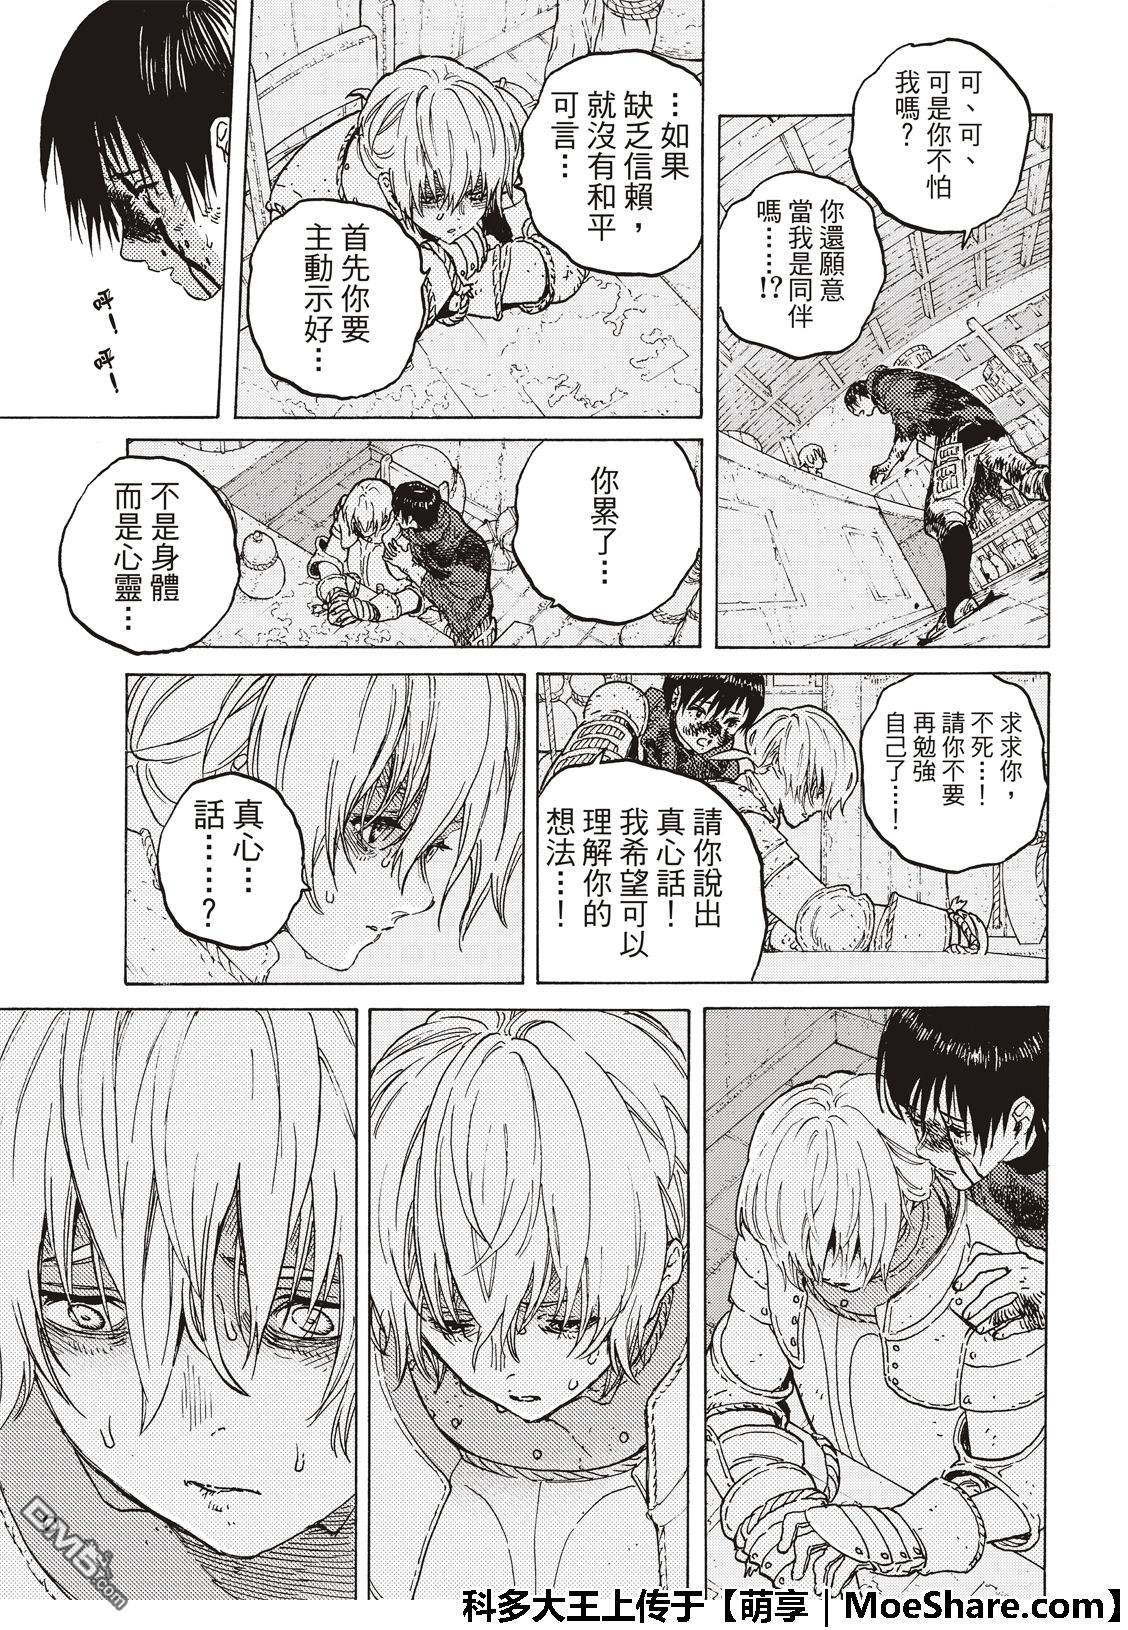 可、可、
可是你不怕
我嗎?
你還願意
當我是同伴
嗎……!?
…如果
缺乏信賴，
就沒有和平
可言…
首先你要
主動示好…
呼ー
呼ー
你累了…
不是身體
而是心靈…
求求你，
不死…！
請你不要
再勉強
自己了…！
請你說出
真心話！
我希望可以
理解你的
想法…！
真心…
話……？
DM5
DM5.com
科多大王上传于【萌享｜MoeShare.com】